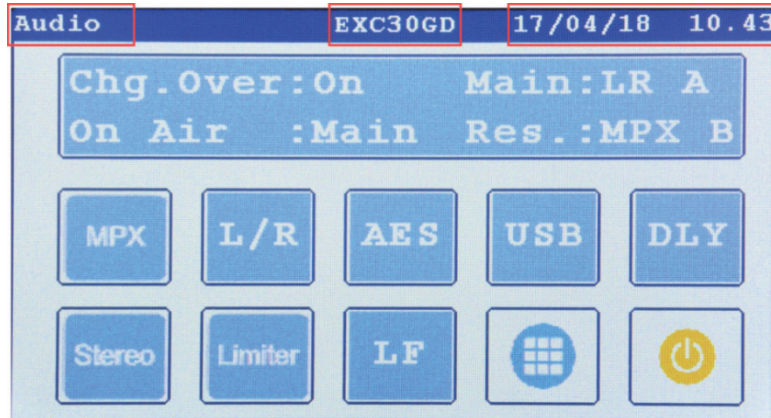 Audio EXC30GD 17/04/18 10.43
Chg.Over:On Main:LR A
On Air :Main Res.:MPX B
MPX L/R AES USB DLY
Stereo Limiter LF